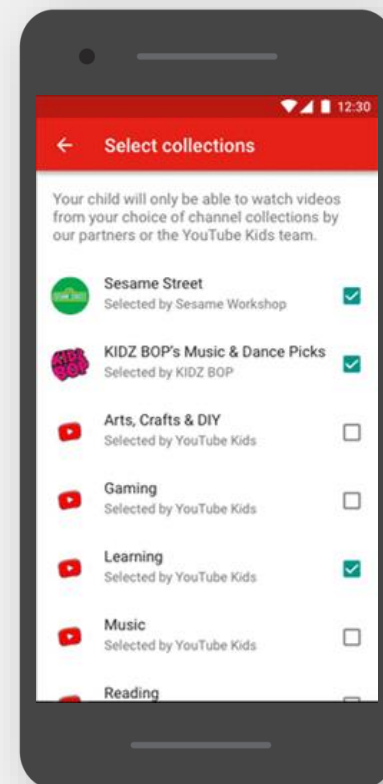 12:30
Select collections
Your child will only be able to watch videos
from your choice of channel collections by
our partners or the YouTube Kids team.
Sesame Street
Selected by Sesame Workshop
KIDZ BOP's Music & Dance Picks
Selected by KIDZ BOP
KIDZ
BOP
Arts, Crafts & DIY
Selected by YouTube Kids
Gaming
Selected by YouTube Kids
Learning
Selected by YouTube Kids
Music
Selected by YouTube Kids
Reading